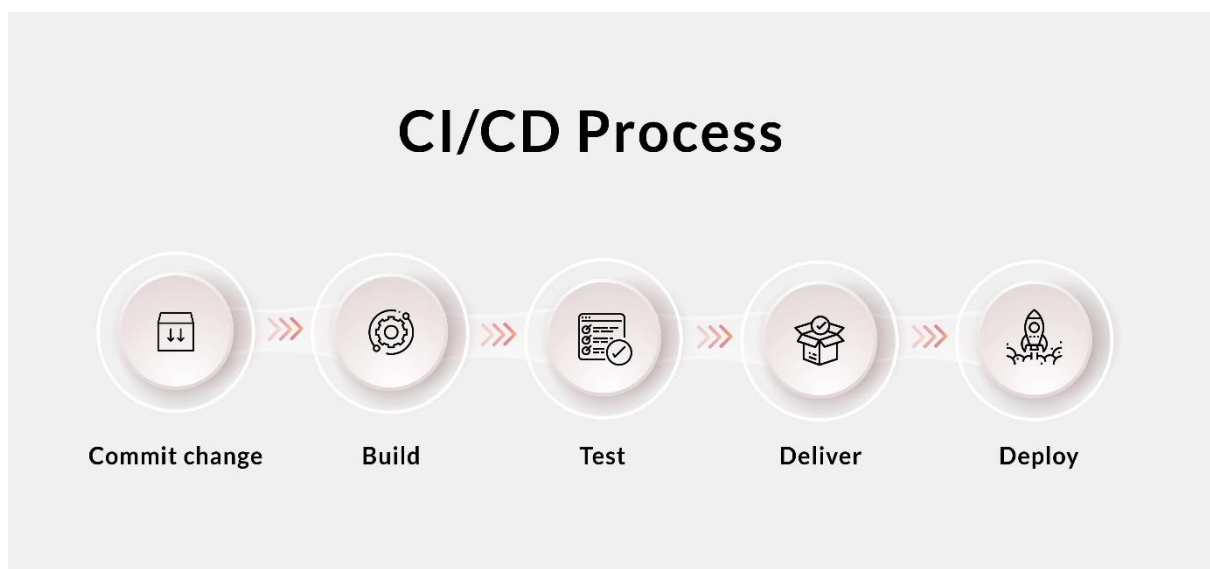 CI/CD Process
Commit change
Build
Test
Deliver
Deploy